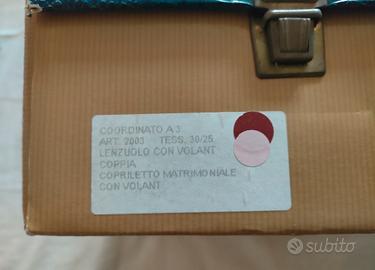 COORDINATO A 3
ART. 2003 TESS. 30/25
LENZUOLO CON VOLANT
COPPIA
COPRILETTO MATRIMONIALE
CON VOLANT
subito